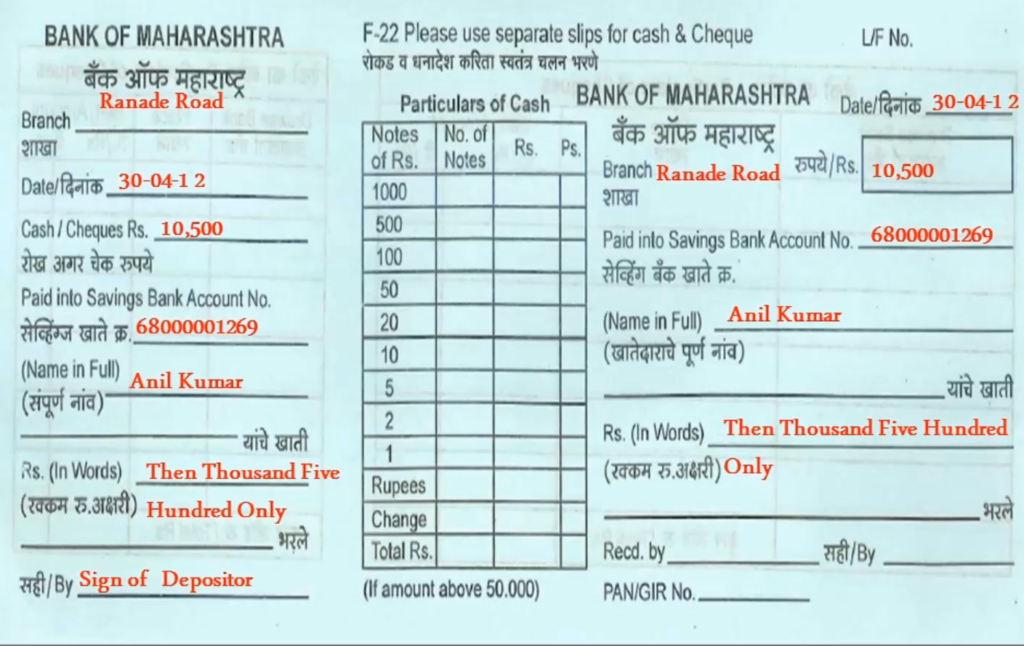 BANK OF MAHARASHTRA
बँक ऑफ महाराष्ट्र
Ranade Road
Branch
शाखा
Date/दिनांक 30-04-1 2
Cash / Cheques Rs. 10,500
रोख अगर चेक रुपये
Paid into Savings Bank Account No.
सेव्हिंग्ज खाते क्र. 68000001269
(Name in Full) Anil Kumar
(संपूर्ण नांव)
यांचे खाती
Rs. (In Words) Then Thousand Five
(रक्कम रु.अक्षरी) Hundred Only
भरले
सही/By Sign of Depositor
F-22 Please use separate slips for cash & Cheque
रोकड व धनादेश करिता स्वतंत्र चलन भरणे
Particulars of Cash
Notes of Rs. No. of Notes Rs. Ps.
1000
500
100
50
20
10
5
2
1
Rupees
Change
Total Rs.
(If amount above 50.000)
L/F No.
BANK OF MAHARASHTRA
Date/दिनांक 30-04-1 2
बँक ऑफ महाराष्ट्र
Branch Ranade Road रुपये/Rs. 10,500
शाखा
Paid into Savings Bank Account No. 68000001269
सेव्हिंग बँक खाते क्र.
(Name in Full) Anil Kumar
(खातेदाराचे पूर्ण नांव)
यांचे खाती
Rs. (In Words) Then Thousand Five Hundred
(रक्कम रु.अक्षरी) Only
भरले
Recd. by सही/By
PAN/GIR No.